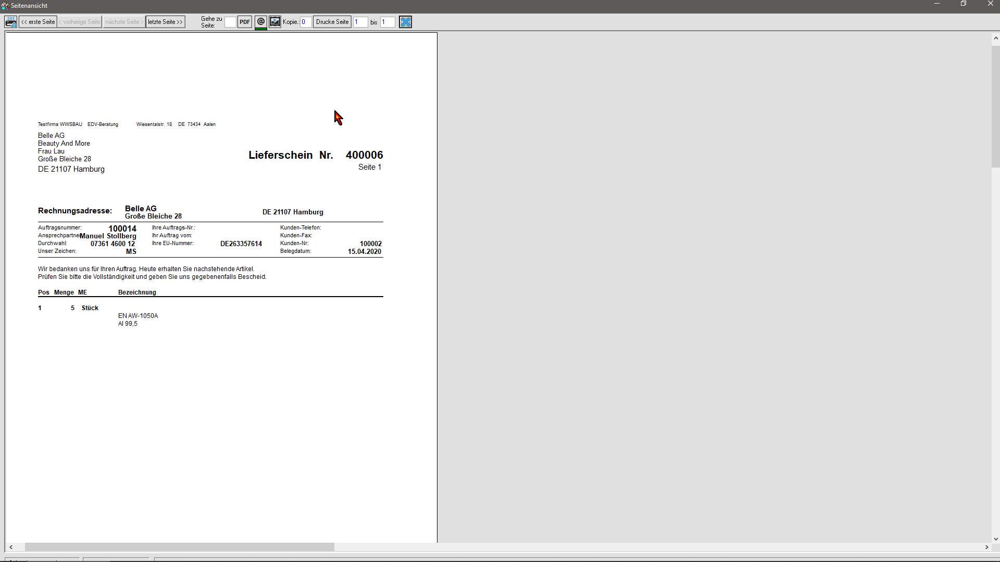 Seitenansicht
<< erste Seite < vorherige Seite nächste Seite > letzte Seite >> Gehe zu Seite: PDF @ Kopie.: 0 Drucke Seite 1 bis 1
Testfirma WWSBAU EDV-Beratung Wiesentalstr. 18 DE 73434 Aalen
Belle AG
Beauty And More
Frau Lau
Große Bleiche 28
DE 21107 Hamburg
Lieferschein Nr. 400006
Seite 1
Rechnungsadresse: Belle AG
Große Bleiche 28 DE 21107 Hamburg
Auftragsnummer: 100014 Ihre Auftrags-Nr.: Kunden-Telefon:
Ansprechpartner Manuel Stollberg Ihr Auftrag vom: Kunden-Fax:
Durchwahl: 07361 4600 12 Ihre EU-Nummer: DE263357614 Kunden-Nr: 100002
Unser Zeichen: MS Belegdatum: 15.04.2020
Wir bedanken uns für Ihren Auftrag. Heute erhalten Sie nachstehende Artikel.
Prüfen Sie bitte die Vollständigkeit und geben Sie uns gegebenenfalls Bescheid.
Pos Menge ME Bezeichnung
1 5 Stück
EN AW-1050A
Al 99,5